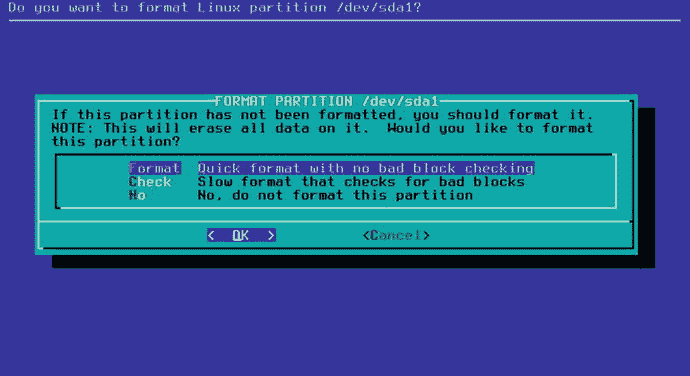 Do you want to format Linux partition /dev/sda1?
FORMAT PARTITION /dev/sda1
If this partition has not been formatted, you should format it.
NOTE: This will erase all data on it.  Would you like to format
this partition?
Format  Quick format with no bad block checking
Check   Slow format that checks for bad blocks
No      No, do not format this partition
<  OK  > <Cancel>